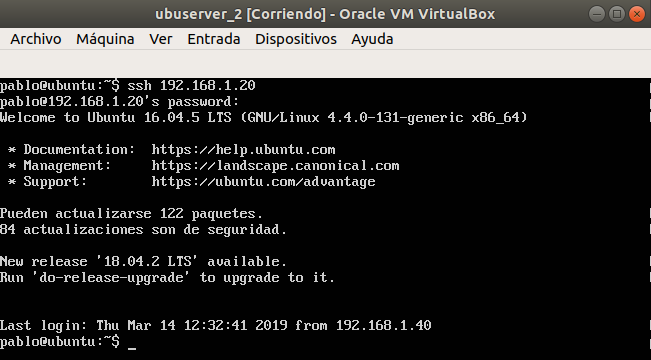 ubuserver_2 [Corriendo] - Oracle VM VirtualBox
Archivo Máquina Ver Entrada Dispositivos Ayuda
pablo@ubuntu:~$ ssh 192.168.1.20
pablo@192.168.1.20's password:
Welcome to Ubuntu 16.04.5 LTS (GNU/Linux 4.4.0-131-generic x86_64)
* Documentation: https://help.ubuntu.com
* Management: https://landscape.canonical.com
* Support: https://ubuntu.com/advantage
Pueden actualizarse 122 paquetes.
84 actualizaciones son de seguridad.
New release '18.04.2 LTS' available.
Run 'do-release-upgrade' to upgrade to it.
Last login: Thu Mar 14 12:32:41 2019 from 192.168.1.40
pablo@ubuntu:~$ _